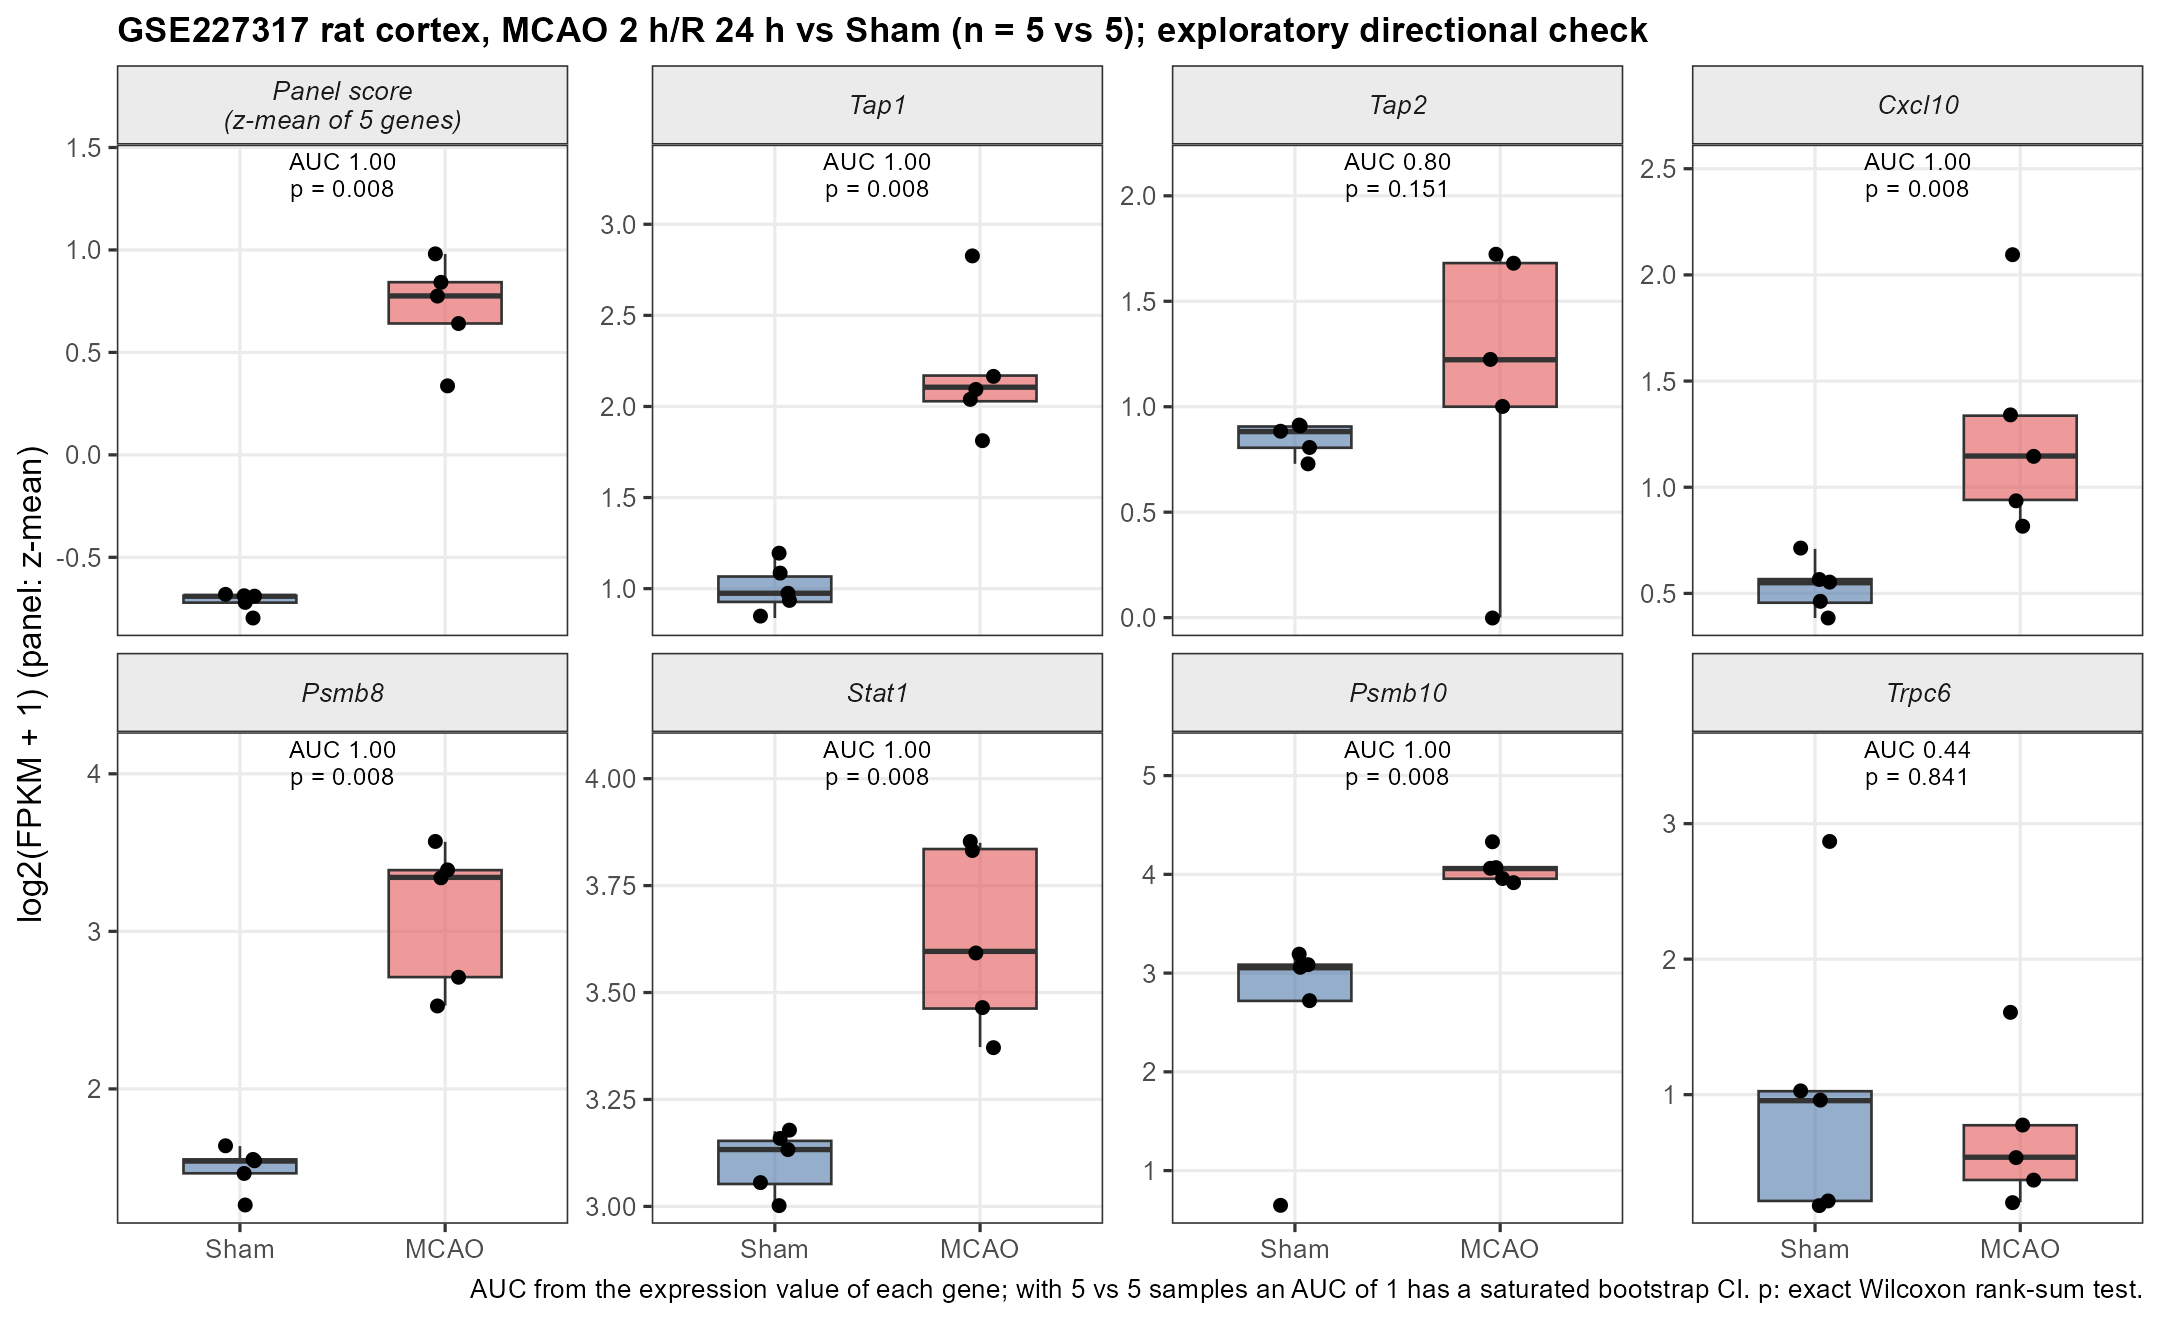 GSE227317 rat cortex, MCAO 2 h/R 24 h vs Sham (n = 5 vs 5); exploratory directional check
log2(FPKM + 1) (panel: z-mean)
Panel score
(z-mean of 5 genes)
AUC 1.00
p = 0.008
1.5
1.0
0.5
0.0
-0.5
Tap1
AUC 1.00
p = 0.008
3.0
2.5
2.0
1.5
1.0
Tap2
AUC 0.80
p = 0.151
2.0
1.5
1.0
0.5
0.0
Cxcl10
AUC 1.00
p = 0.008
2.5
2.0
1.5
1.0
0.5
Psmb8
AUC 1.00
p = 0.008
4
3
2
Sham MCAO
Stat1
AUC 1.00
p = 0.008
4.00
3.75
3.50
3.25
3.00
Sham MCAO
Psmb10
AUC 1.00
p = 0.008
5
4
3
2
1
Sham MCAO
Trpc6
AUC 0.44
p = 0.841
3
2
1
Sham MCAO
AUC from the expression value of each gene; with 5 vs 5 samples an AUC of 1 has a saturated bootstrap CI. p: exact Wilcoxon rank-sum test.